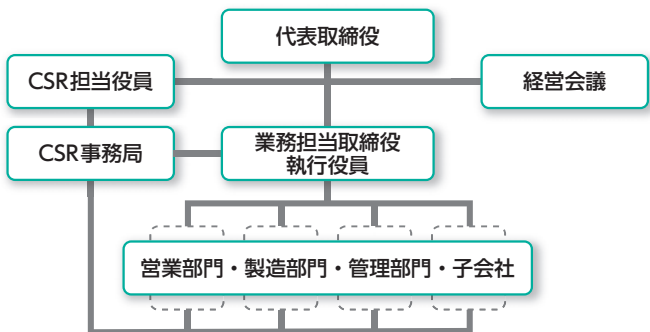 代表取締役
CSR担当役員
経営会議
CSR事務局
業務担当取締役
執行役員
営業部門・製造部門・管理部門・子会社